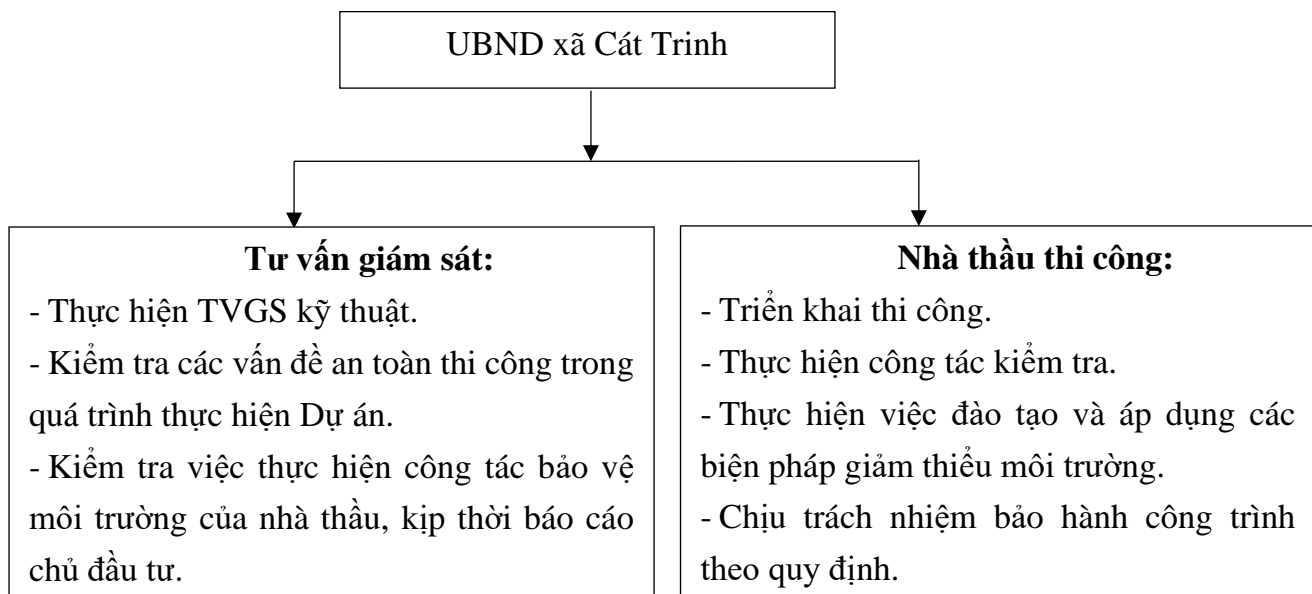 UBND xã Cát Trinh
Tư vấn giám sát:
- Thực hiện TVGS kỹ thuật.
- Kiểm tra các vấn đề an toàn thi công trong
quá trình thực hiện Dự án.
- Kiểm tra việc thực hiện công tác bảo vệ
môi trường của nhà thầu, kịp thời báo cáo
chủ đầu tư.
Nhà thầu thi công:
- Triển khai thi công.
- Thực hiện công tác kiểm tra.
- Thực hiện việc đào tạo và áp dụng các
biện pháp giảm thiểu môi trường.
- Chịu trách nhiệm bảo hành công trình
theo quy định.